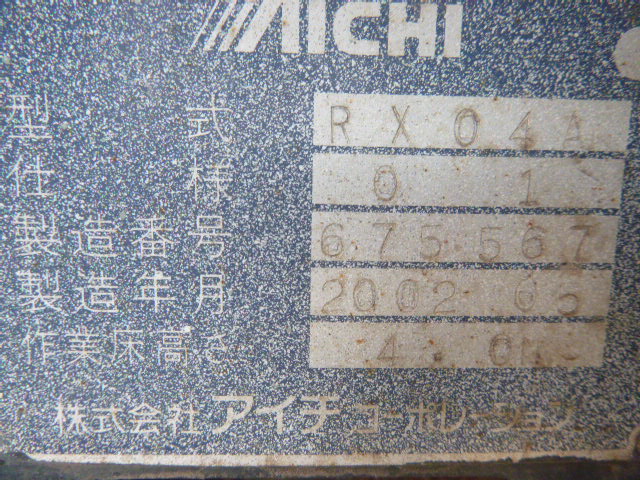 AICHI
型式 RX04A
仕様 01
製造番号 675567
製造年月 2002 03
作業床高さ 4.0M
株式会社 アイチ コーポレーション